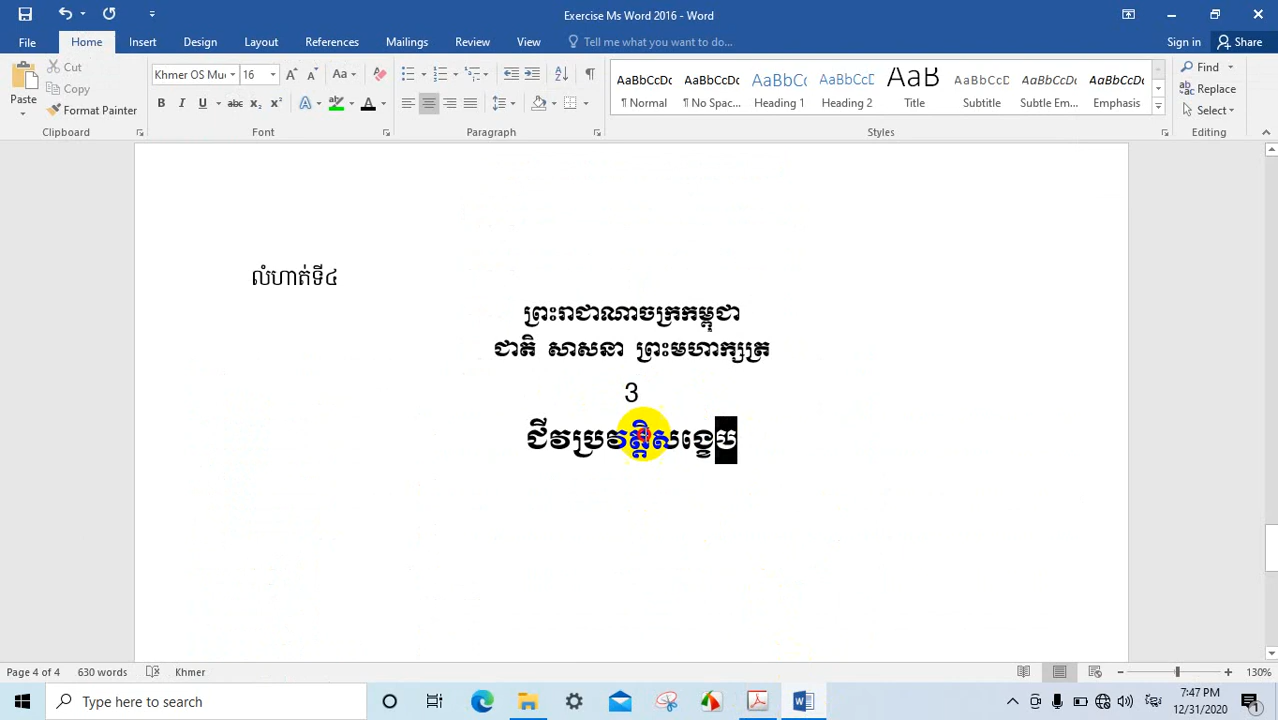 Exercise Ms Word 2016 - Word
File Home Insert Design Layout References Mailings Review View Tell me what you want to do... Sign in Share
Paste Cut Copy Format Painter Clipboard
Khmer OS Mu 16 Font
Paragraph
AaBbCcDc AaBbCcDc AaBbCc AaBbCcD AaB AaBbCcD AaBbCcDc AaBbCcDc
¶ Normal ¶ No Spac... Heading 1 Heading 2 Title Subtitle Subtle Em... Emphasis
Styles
Find Replace Select Editing
លំហាត់ទី៤
ព្រះរាជាណាចក្រកម្ពុជា
ជាតិ សាសនា ព្រះមហាក្សត្រ
3
ជីវប្រវត្តិសង្ខេប
Page 4 of 4 630 words Khmer 130%
Type here to search
7:47 PM
12/31/2020